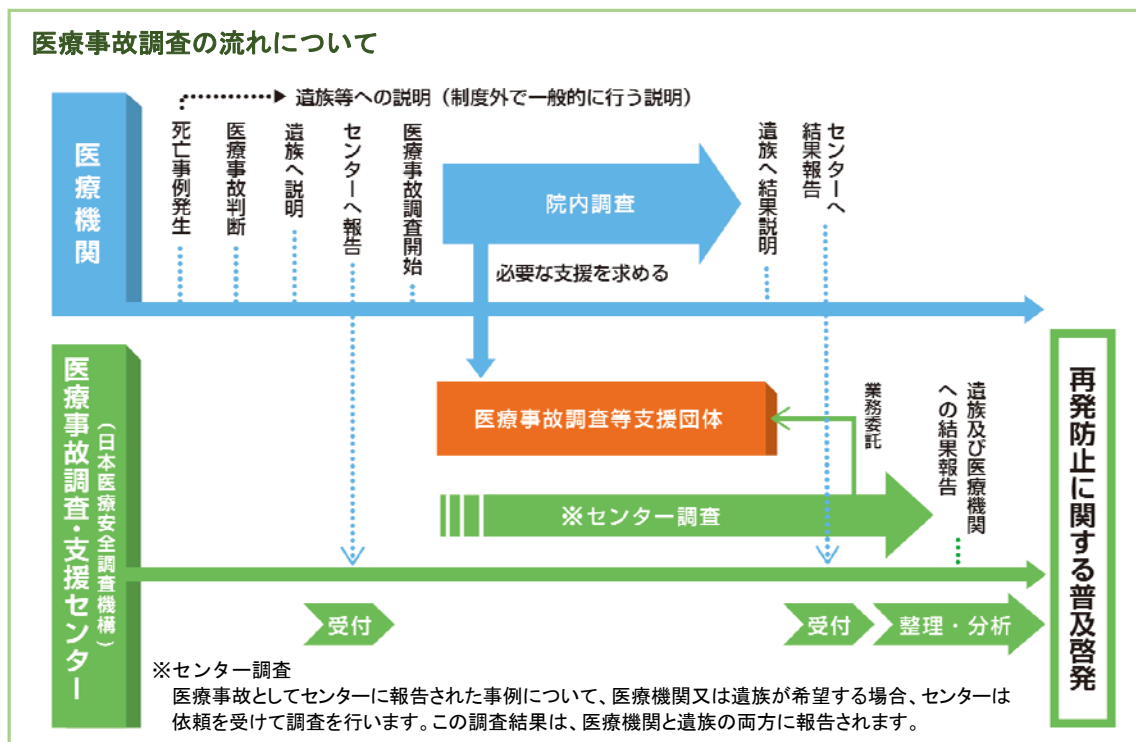 医療事故調査の流れについて
遺族等への説明（制度外で一般的に行う説明）
医療機関
死亡事例発生
医療事故判断
遺族へ説明
センターへ報告
医療事故調査開始
院内調査
遺族へ結果説明
センターへ
結果報告
必要な支援を求める
医療事故調査・支援センター
（日本医療安全調査機構）
医療事故調査等支援団体
業務委託
遺族及び医療機関
への結果報告
※センター調査
受付
受付
整理・分析
再発防止に関する普及啓発
※センター調査
医療事故としてセンターに報告された事例について、医療機関又は遺族が希望する場合、センターは
依頼を受けて調査を行います。この調査結果は、医療機関と遺族の両方に報告されます。